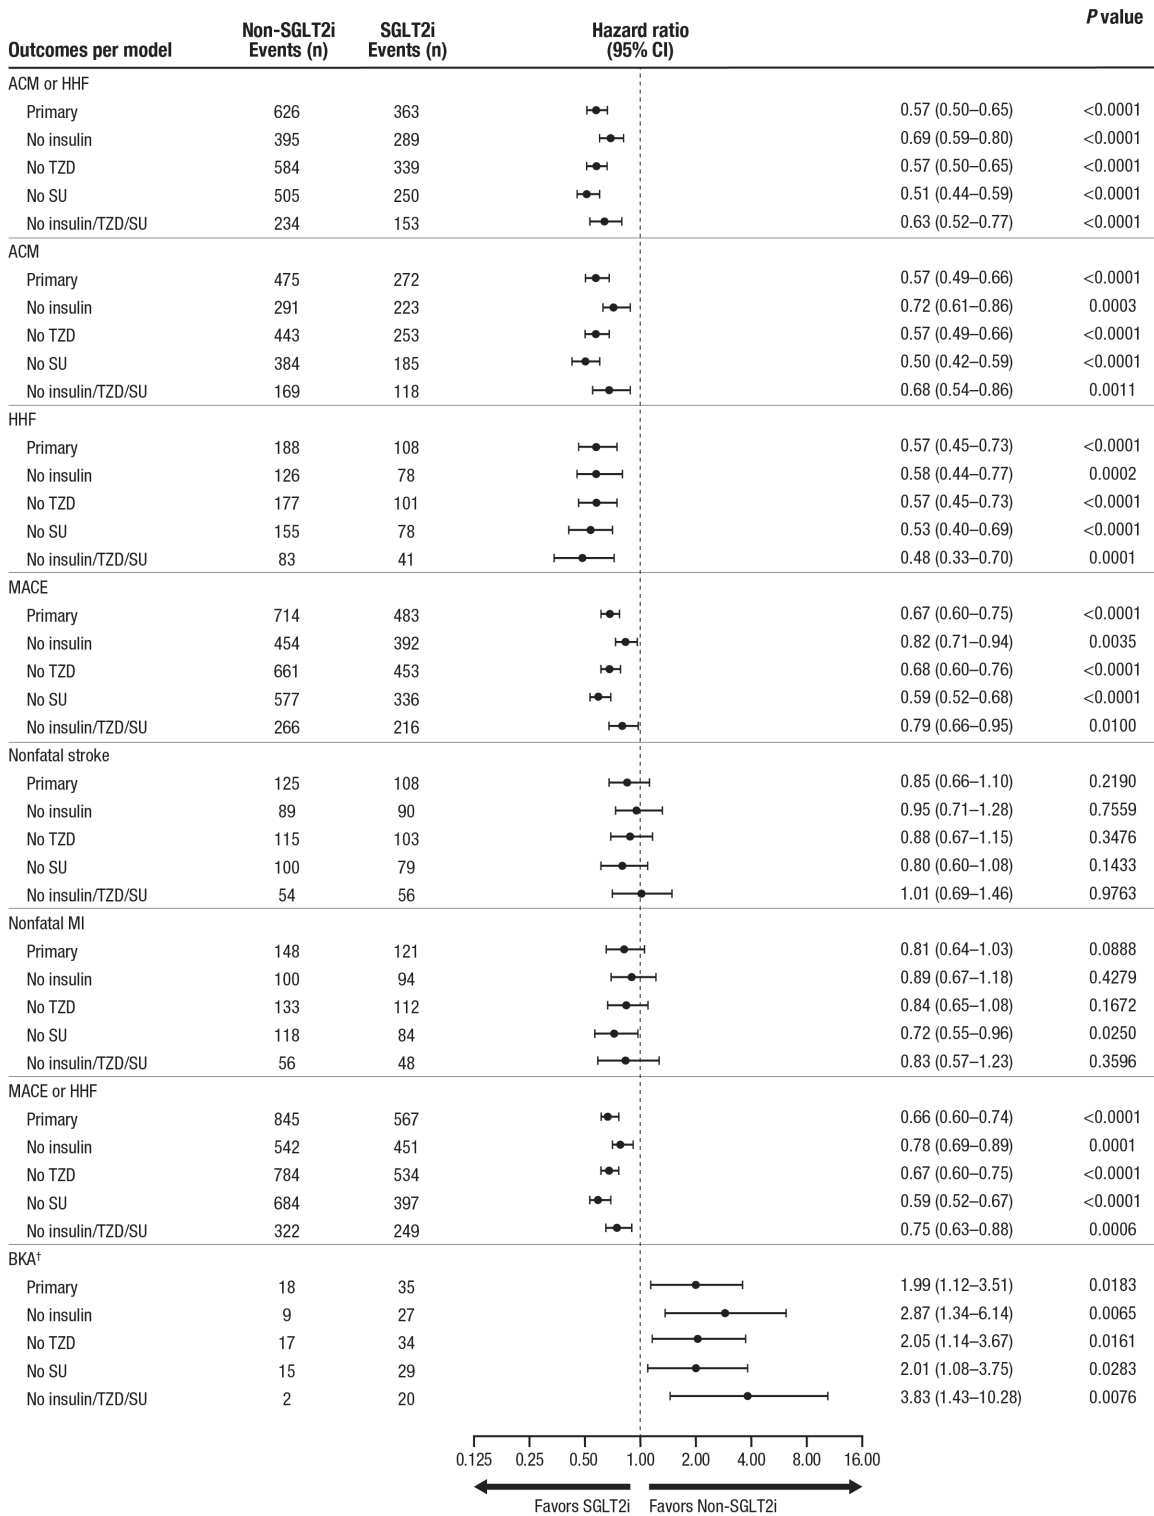 P value
Non-SGLT2i SGLT2i Hazard ratio
Outcomes per model Events (n) Events (n) (95% CI)
ACM or HHF
Primary 626 363 0.57 (0.50–0.65) <0.0001
No insulin 395 289 0.69 (0.59–0.80) <0.0001
No TZD 584 339 0.57 (0.50–0.65) <0.0001
No SU 505 250 0.51 (0.44–0.59) <0.0001
No insulin/TZD/SU 234 153 0.63 (0.52–0.77) <0.0001
ACM
Primary 475 272 0.57 (0.49–0.66) <0.0001
No insulin 291 223 0.72 (0.61–0.86) 0.0003
No TZD 443 253 0.57 (0.49–0.66) <0.0001
No SU 384 185 0.50 (0.42–0.59) <0.0001
No insulin/TZD/SU 169 118 0.68 (0.54–0.86) 0.0011
HHF
Primary 188 108 0.57 (0.45–0.73) <0.0001
No insulin 126 78 0.58 (0.44–0.77) 0.0002
No TZD 177 101 0.57 (0.45–0.73) <0.0001
No SU 155 78 0.53 (0.40–0.69) <0.0001
No insulin/TZD/SU 83 41 0.48 (0.33–0.70) 0.0001
MACE
Primary 714 483 0.67 (0.60–0.75) <0.0001
No insulin 454 392 0.82 (0.71–0.94) 0.0035
No TZD 661 453 0.68 (0.60–0.76) <0.0001
No SU 577 336 0.59 (0.52–0.68) <0.0001
No insulin/TZD/SU 266 216 0.79 (0.66–0.95) 0.0100
Nonfatal stroke
Primary 125 108 0.85 (0.66–1.10) 0.2190
No insulin 89 90 0.95 (0.71–1.28) 0.7559
No TZD 115 103 0.88 (0.67–1.15) 0.3476
No SU 100 79 0.80 (0.60–1.08) 0.1433
No insulin/TZD/SU 54 56 1.01 (0.69–1.46) 0.9763
Nonfatal MI
Primary 148 121 0.81 (0.64–1.03) 0.0888
No insulin 100 94 0.89 (0.67–1.18) 0.4279
No TZD 133 112 0.84 (0.65–1.08) 0.1672
No SU 118 84 0.72 (0.55–0.96) 0.0250
No insulin/TZD/SU 56 48 0.83 (0.57–1.23) 0.3596
MACE or HHF
Primary 845 567 0.66 (0.60–0.74) <0.0001
No insulin 542 451 0.78 (0.69–0.89) 0.0001
No TZD 784 534 0.67 (0.60–0.75) <0.0001
No SU 684 397 0.59 (0.52–0.67) <0.0001
No insulin/TZD/SU 322 249 0.75 (0.63–0.88) 0.0006
BKA†
Primary 18 35 1.99 (1.12–3.51) 0.0183
No insulin 9 27 2.87 (1.34–6.14) 0.0065
No TZD 17 34 2.05 (1.14–3.67) 0.0161
No SU 15 29 2.01 (1.08–3.75) 0.0283
No insulin/TZD/SU 2 20 3.83 (1.43–10.28) 0.0076
0.125 0.25 0.50 1.00 2.00 4.00 8.00 16.00
Favors SGLT2i Favors Non-SGLT2i